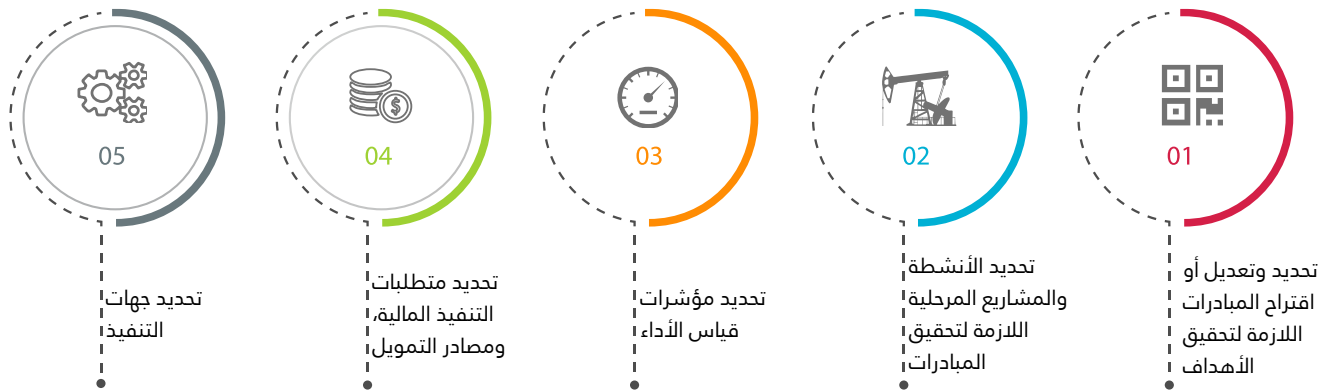 01
تحديد وتعديل أو
اقتراح المبادرات
اللازمة لتحقيق
الأهداف
02
تحديد الأنشطة
والمشاريع المرحلية
اللازمة لتحقيق
المبادرات
03
تحديد مؤشرات
قياس الأداء
04
تحديد متطلبات
التنفيذ المالية،
ومصادر التمويل
05
تحديد جهات
التنفيذ